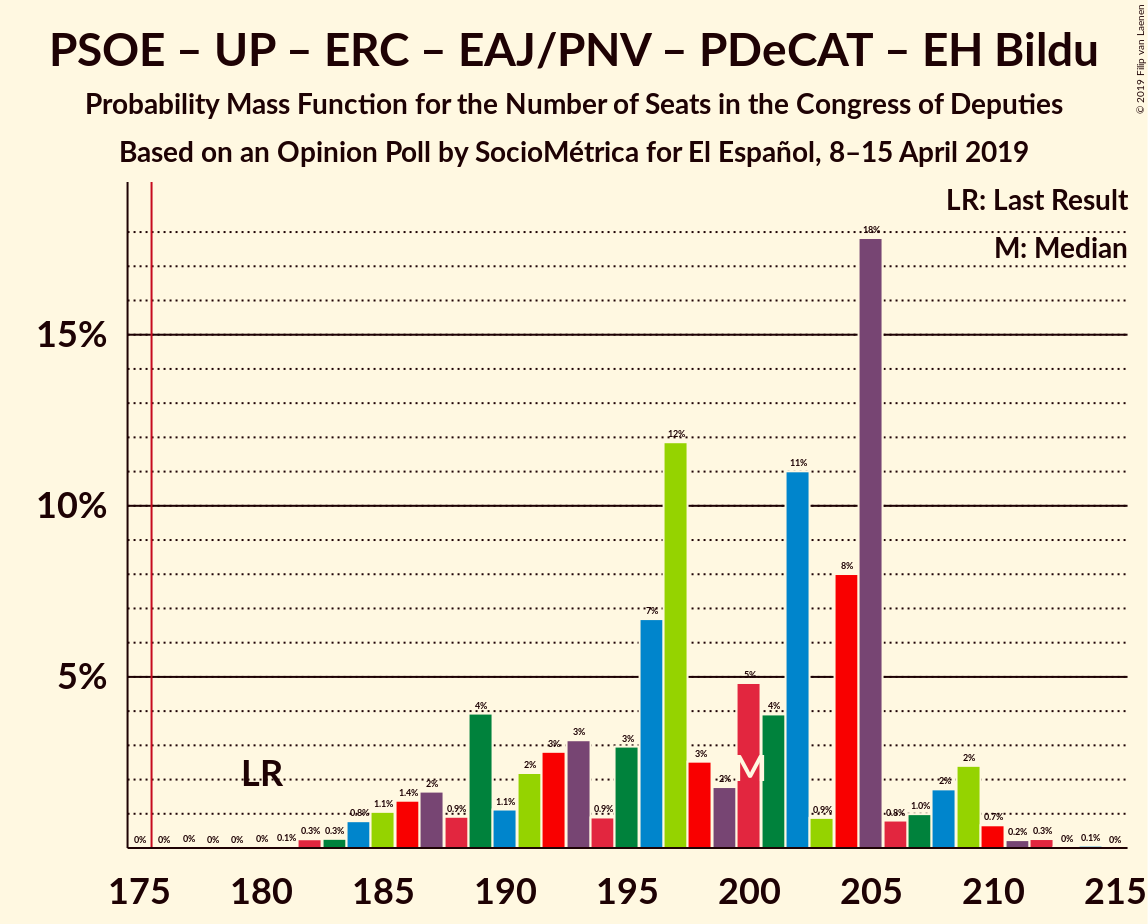 PSOE – UP – ERC – EAJ/PNV – PDeCAT – EH Bildu
Probability Mass Function for the Number of Seats in the Congress of Deputies
Based on an Opinion Poll by SocioMétrica for El Español, 8–15 April 2019
© 2019 Filip van Laenen
LR: Last Result
M: Median
15%
10%
5%
LR
M
0% 0% 0% 0% 0% 0% 0.1% 0.3% 0.3% 0.8% 1.1% 1.4% 2% 0.9% 4% 1.1% 2% 3% 3% 0.9% 3% 7% 12% 3% 2% 5% 4% 11% 0.9% 8% 18% 0.8% 1.0% 2% 2% 0.7% 0.2% 0.3% 0% 0.1% 0%
175 180 185 190 195 200 205 210 215